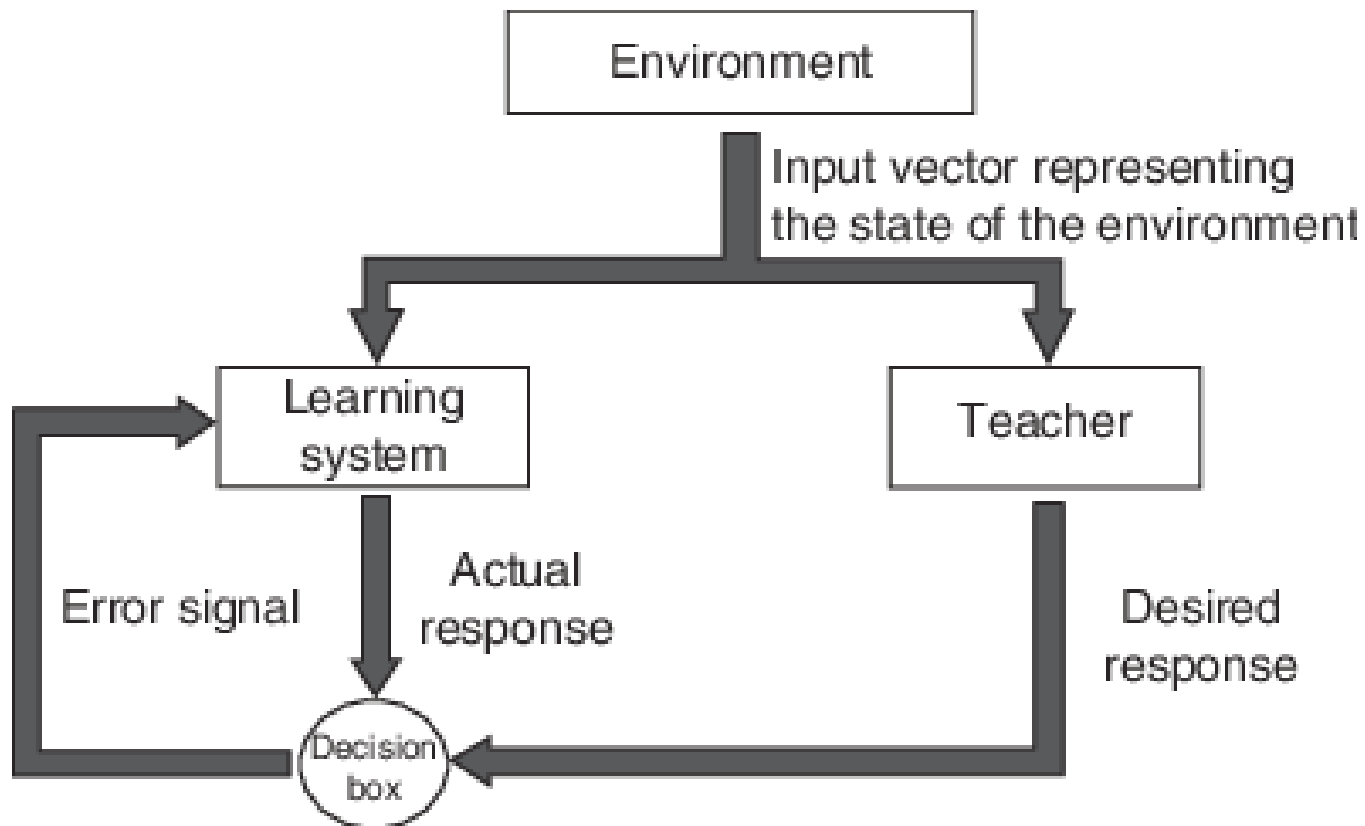 Environment
Input vector representing
the state of the environment
Learning
system
Teacher
Error signal
Actual
response
Desired
response
Decision
box